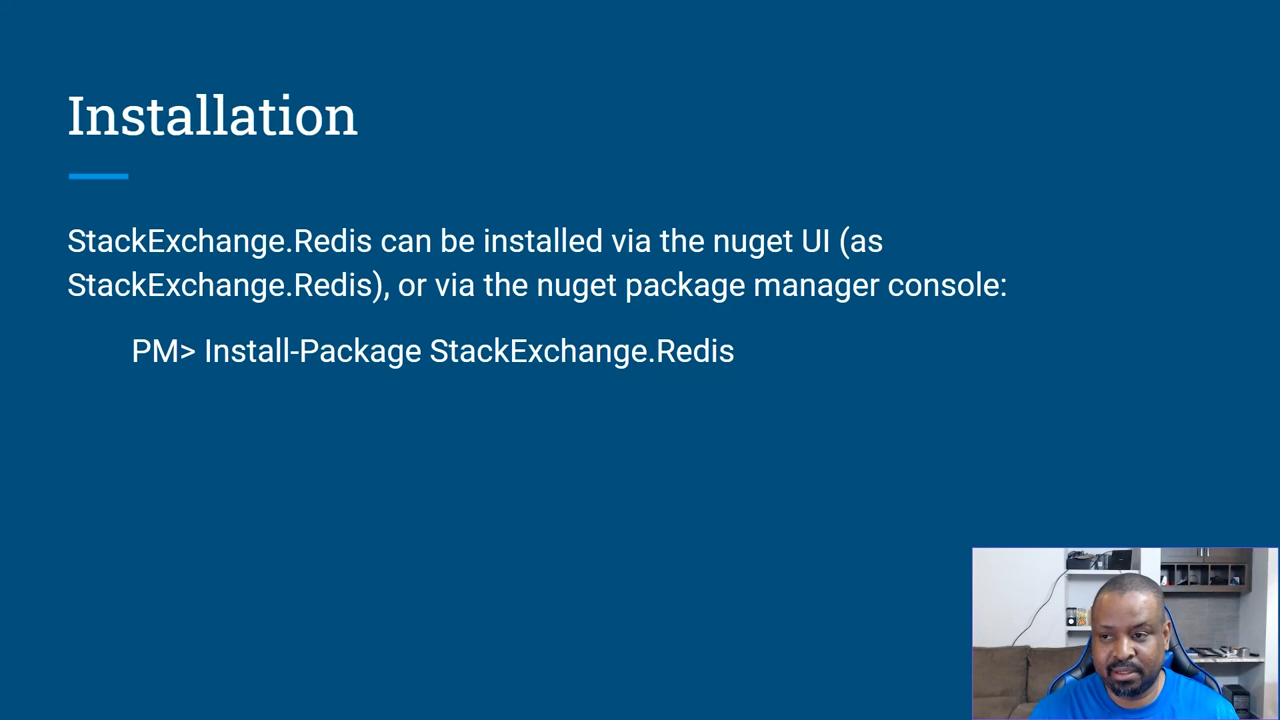 Installation
StackExchange.Redis can be installed via the nuget UI (as
StackExchange.Redis), or via the nuget package manager console:
PM> Install-Package StackExchange.Redis